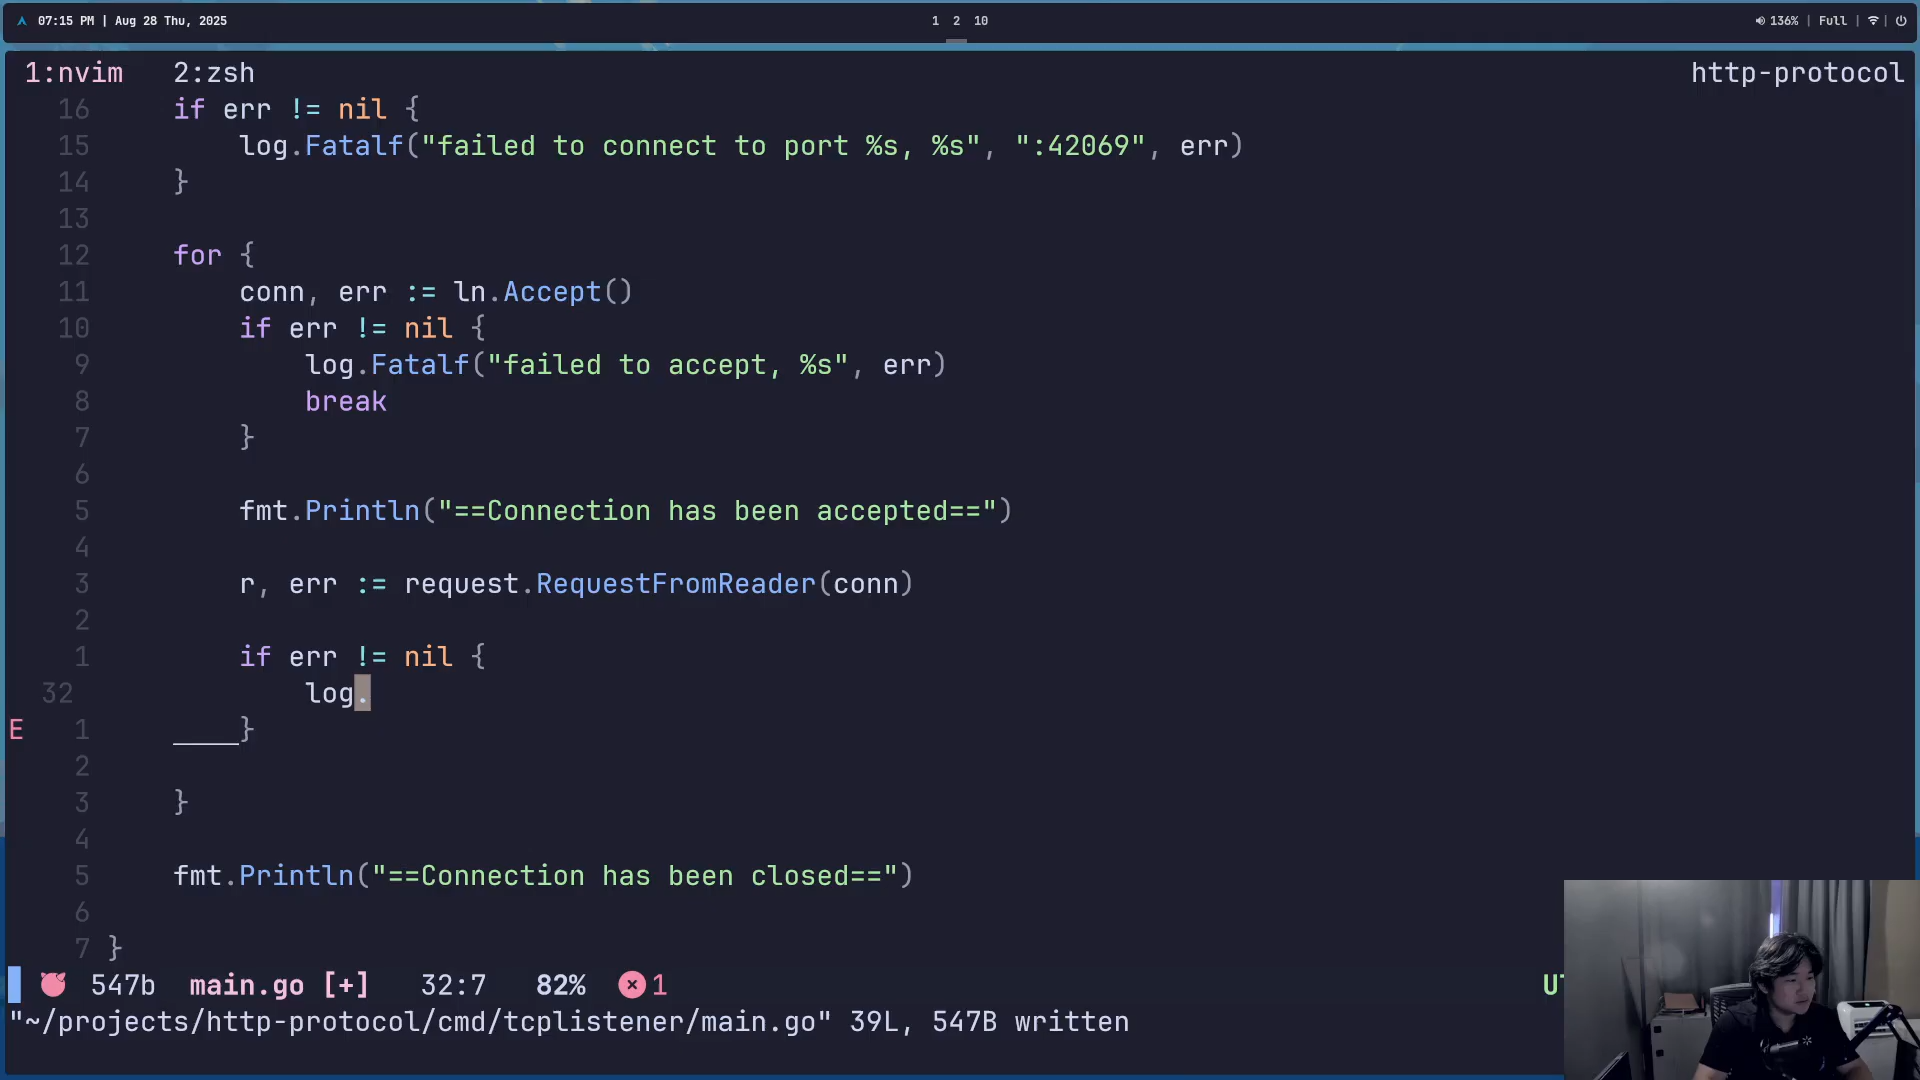 07:15 PM | Aug 28 Thu, 2025
1 2 10
136% | Full
1:nvim 2:zsh
http-protocol
16 if err != nil {
15 log.Fatalf("failed to connect to port %s, %s", ":42069", err)
14 }
13
12 for {
11 conn, err := ln.Accept()
10 if err != nil {
9 log.Fatalf("failed to accept, %s", err)
8 break
7 }
6
5 fmt.Println("==Connection has been accepted==")
4
3 r, err := request.RequestFromReader(conn)
2
1 if err != nil {
32 log.
E 1 ____}
2
3 }
4
5 fmt.Println("==Connection has been closed==")
6
7 }
547b main.go [+] 32:7 82% 1
"~/projects/http-protocol/cmd/tcplistener/main.go" 39L, 547B written